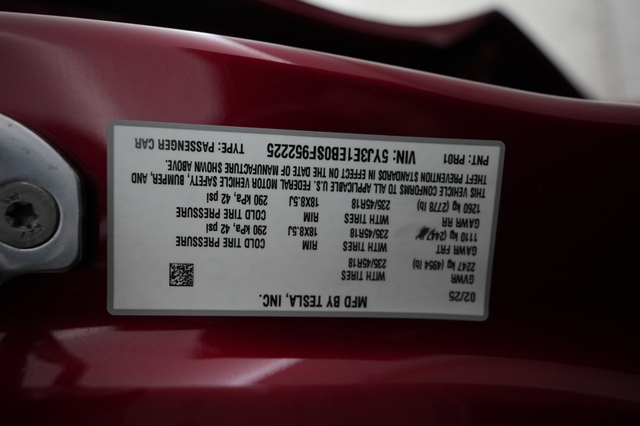 MFD BY TESLA, INC.
02/25
GVWR
2247 kg (4954 lb)
GAWR FRT WITH TIRES RIM COLD TIRE PRESSURE
1110 kg (2447 235/45R18 18X8.5J 290 kPa, 42 psi
GAWR RR WITH TIRES RIM COLD TIRE PRESSURE
1260 kg (2778 lb) 235/45R18 18X8.5J 290 kPa, 42 psi
THIS VEHICLE CONFORMS TO ALL APPLICABLE U.S. FEDERAL MOTOR VEHICLE SAFETY, BUMPER, AND
THEFT PREVENTION STANDARDS IN EFFECT ON THE DATE OF MANUFACTURE SHOWN ABOVE.
PNT: PR01 VIN: 5YJ3E1EB0SF952225 TYPE: PASSENGER CAR